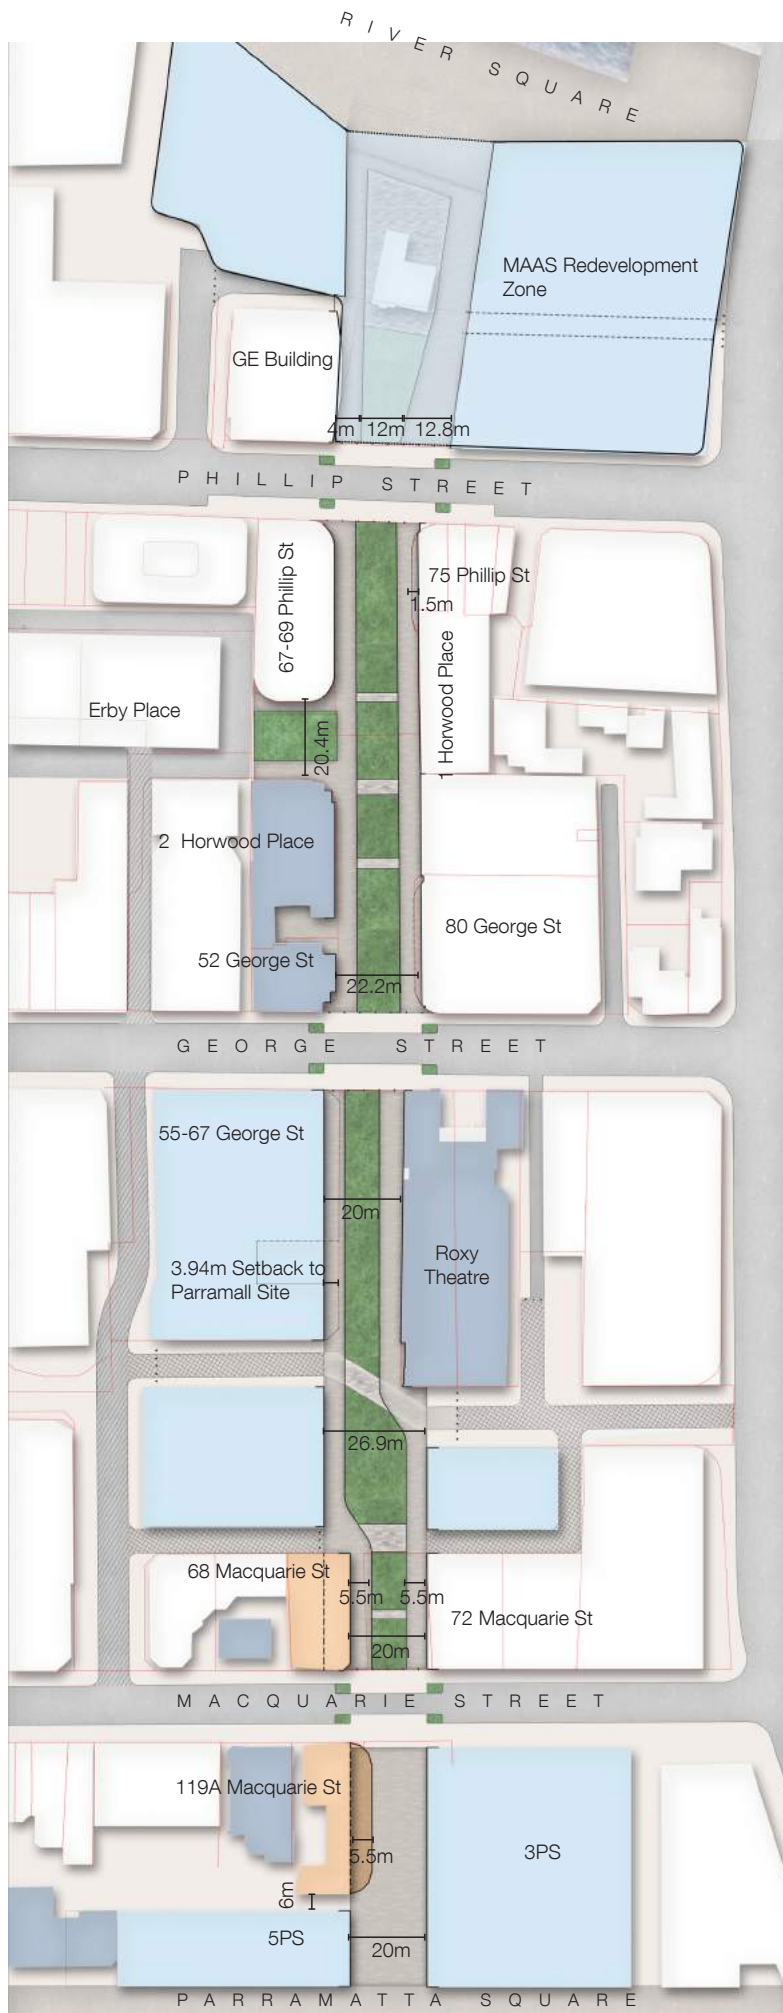 RIVER SQUARE
MAAS Redevelopment
Zone
GE Building
4m 12m 12.8m
PHILLIP STREET
67-69 Phillip St
75 Phillip St
1.5m
1 Horwood Place
Erby Place
20.4m
2 Horwood Place
80 George St
52 George St
22.2m
GEORGE STREET
55-67 George St
20m
3.94m Setback to
Parramall Site
Roxy
Theatre
26.9m
68 Macquarie St
5.5m 5.5m
72 Macquarie St
20m
MACQUARIE STREET
119A Macquarie St
5.5m
3PS
6m
5PS
20m
PARRAMATTA SQUARE